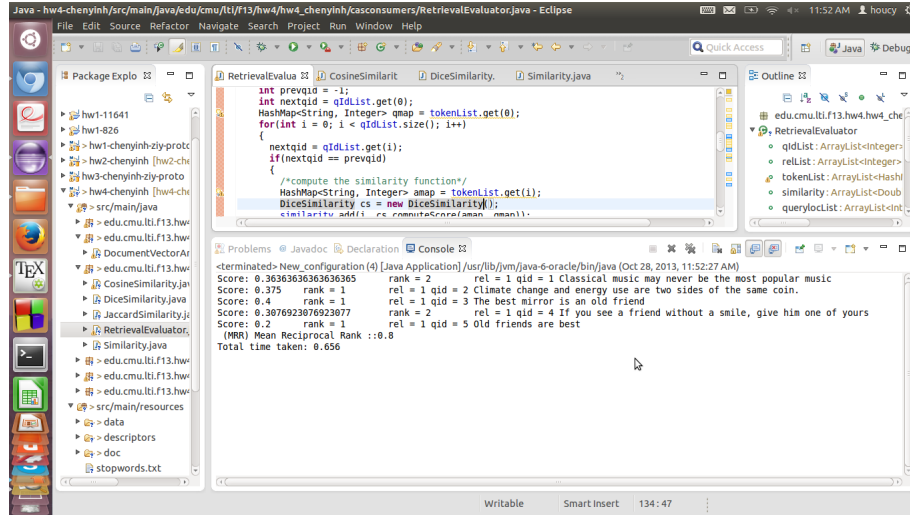 Java - hw4-chenyinh/src/main/java/edu/cmu/lti/f13/hw4/hw4_chenyinh/casconsumers/RetrievalEvaluator.java - Eclipse
11:52 AM houcy
File Edit Source Refactor Navigate Search Project Run Window Help
Quick Access
Java
Debug
Package Explo
hw1-11641
hw1-826
hw1-chenyinh-ziy-proto
hw2-chenyinh [hw2-che
hw3-chenyinh-ziy-proto
> hw4-chenyinh [hw4-che
> src/main/java
> edu.cmu.lti.f13.hw4
> edu.cmu.lti.f13.hw4
> DocumentVectorAn
> edu.cmu.lti.f13.hw4
> CosineSimilarity.jav
> DiceSimilarity.java
> JaccardSimilarity.ja
> RetrievalEvaluator.
> Similarity.java
> edu.cmu.lti.f13.hw4
> edu.cmu.lti.f13.hw4
> edu.cmu.lti.f13.hw4
> src/main/resources
> data
> descriptors
> doc
stopwords.txt
RetrievalEvalua
CosineSimilarit
DiceSimilarity.
Similarity.java
»2
int prevqid = -1;
int nextqid = qIdList.get(0);
HashMap<String, Integer> qmap = tokenList.get(0);
for(int i = 0; i < qIdList.size(); i++)
{
nextqid = qIdList.get(i);
if(nextqid == prevqid)
{
/*compute the similarity function*/
HashMap<String, Integer> amap = tokenList.get(i);
DiceSimilarity cs = new DiceSimilarity();
similarity.add(i, cs.computeScore(amap, qmap));
Outline
edu.cmu.lti.f13.hw4.hw4_che
RetrievalEvaluator
qIdList : ArrayList<Integer>
relList : ArrayList<Integer>
tokenList : ArrayList<HashM
similarity : ArrayList<Doub
querylocList : ArrayList<Int
Problems
@ Javadoc
Declaration
Console
<terminated> New_configuration (4) [Java Application] /usr/lib/jvm/java-6-oracle/bin/java (Oct 28, 2013, 11:52:27 AM)
Score: 0.36363636363636365 rank = 2 rel = 1 qid = 1 Classical music may never be the most popular music
Score: 0.375 rank = 1 rel = 1 qid = 2 Climate change and energy use are two sides of the same coin.
Score: 0.4 rank = 1 rel = 1 qid = 3 The best mirror is an old friend
Score: 0.3076923076923077 rank = 2 rel = 1 qid = 4 If you see a friend without a smile, give him one of yours
Score: 0.2 rank = 1 rel = 1 qid = 5 Old friends are best
(MRR) Mean Reciprocal Rank ::0.8
Total time taken: 0.656
Writable
Smart Insert
134 : 47
TEX